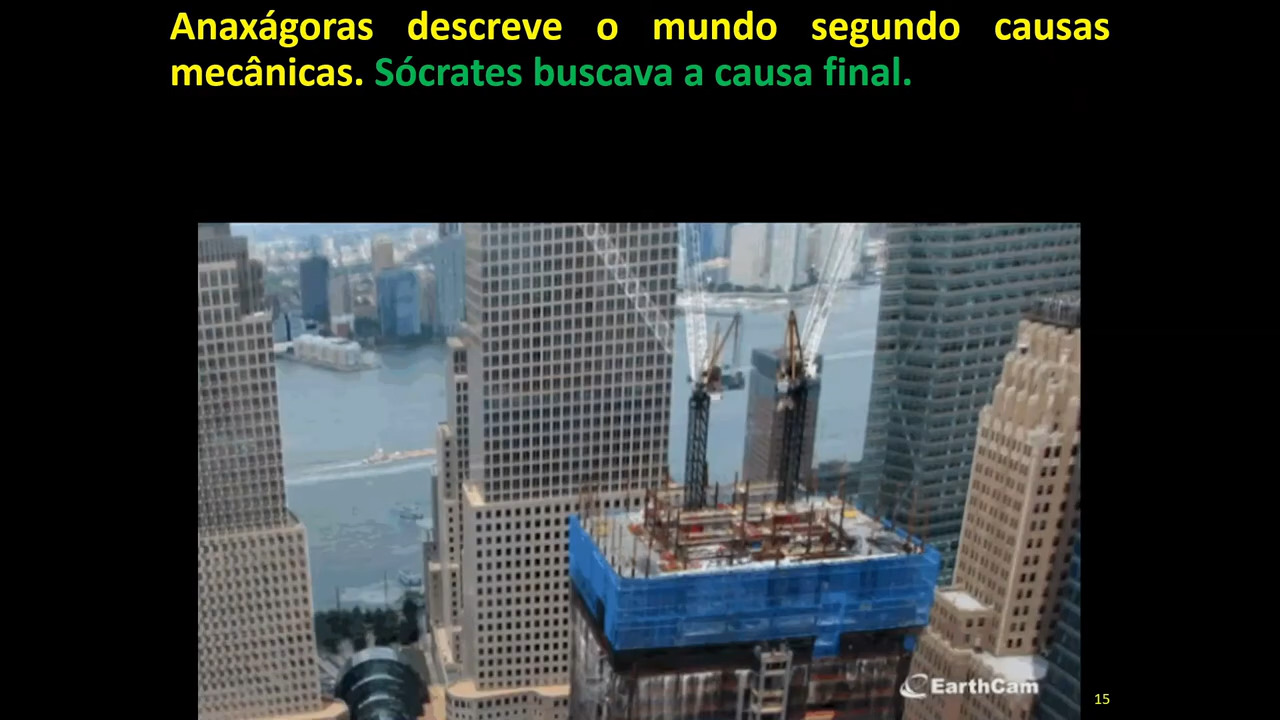 Anaxágoras descreve o mundo segundo causas
mecânicas. Sócrates buscava a causa final.
EarthCam
15